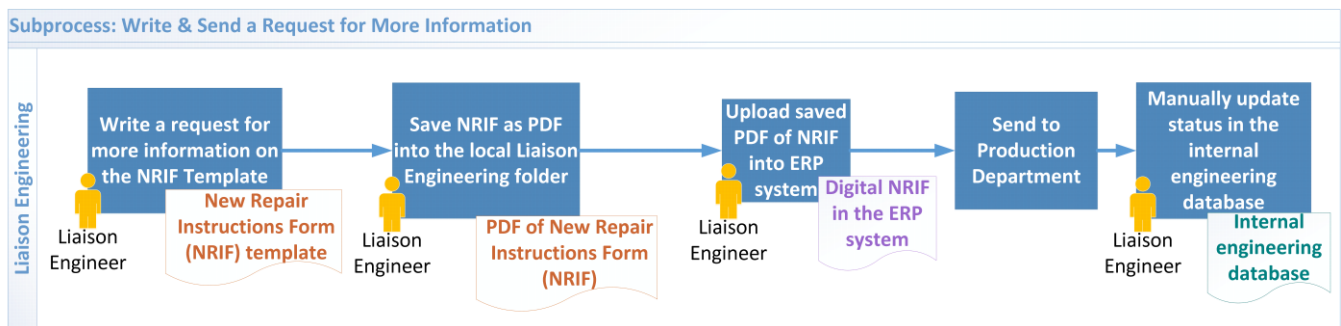 Subprocess: Write & Send a Request for More Information
Liaison Engineering
Write a request for
more information on
the NRIF Template
Liaison
Engineer
New Repair
Instructions Form
(NRIF) template
Save NRIF as PDF
into the local Liaison
Engineering folder
Liaison
Engineer
PDF of New Repair
Instructions Form
(NRIF)
Upload saved
PDF of NRIF
into ERP
system
Liaison
Engineer
Digital NRIF
in the ERP
system
Send to
Production
Department
Manually update
status in the
internal
engineering
database
Liaison
Engineer
Internal
engineering
database